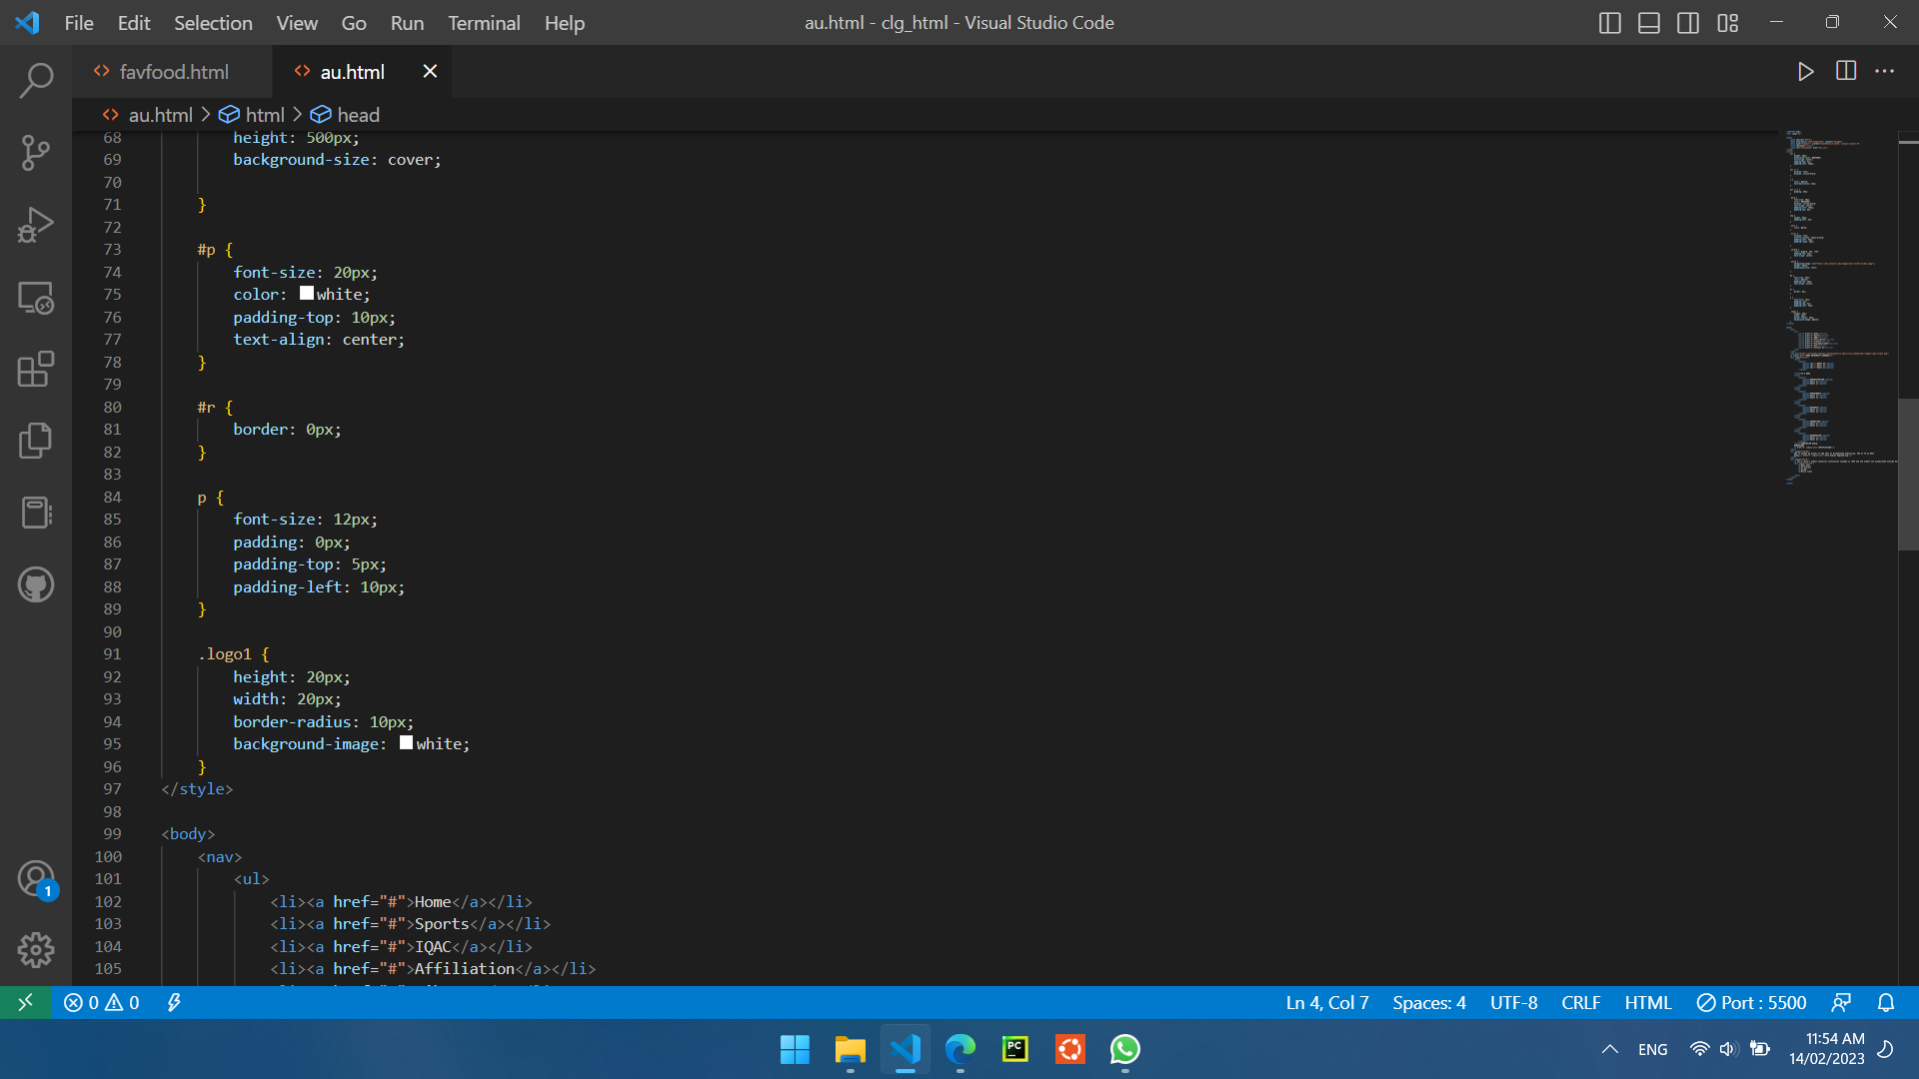 File Edit Selection View Go Run Terminal Help au.html - clg_html - Visual Studio Code
favfood.html au.html
au.html > html > head
68 height: 500px;
69 background-size: cover;
70
71 }
72
73 #p {
74 font-size: 20px;
75 color: white;
76 padding-top: 10px;
77 text-align: center;
78 }
79
80 #r {
81 border: 0px;
82 }
83
84 p {
85 font-size: 12px;
86 padding: 0px;
87 padding-top: 5px;
88 padding-left: 10px;
89 }
90
91 .logo1 {
92 height: 20px;
93 width: 20px;
94 border-radius: 10px;
95 background-image: white;
96 }
97 </style>
98
99 <body>
100 <nav>
101 <ul>
102 <li><a href="#">Home</a></li>
103 <li><a href="#">Sports</a></li>
104 <li><a href="#">IQAC</a></li>
105 <li><a href="#">Affiliation</a></li>
1
0 0 Ln 4, Col 7 Spaces: 4 UTF-8 CRLF HTML Port : 5500
PC
ENG 11:54 AM
14/02/2023